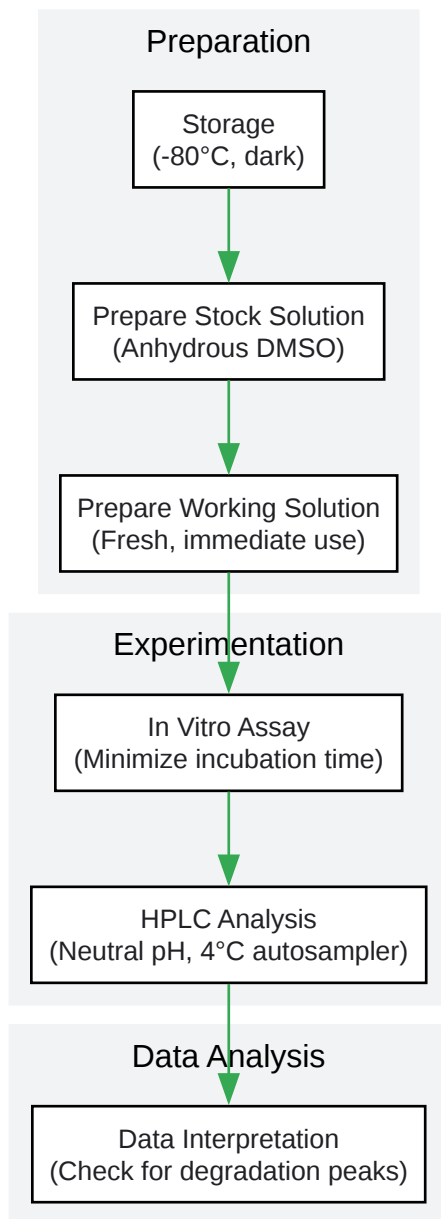 Preparation
Storage
(-80°C, dark)
Prepare Stock Solution
(Anhydrous DMSO)
Prepare Working Solution
(Fresh, immediate use)
Experimentation
In Vitro Assay
(Minimize incubation time)
HPLC Analysis
(Neutral pH, 4°C autosampler)
Data Analysis
Data Interpretation
(Check for degradation peaks)